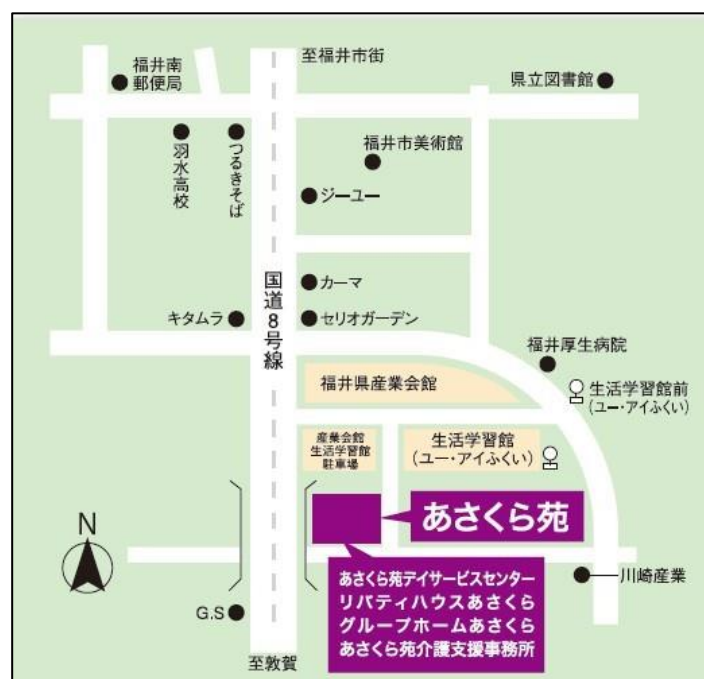 至福井市街
福井南
郵便局
県立図書館
羽水高校
つるきそば
福井市美術館
ジーユー
国道8号線
カーマ
キタムラ
セリオガーデン
福井厚生病院
福井県産業会館
生活学習館前
(ユー・アイふくい)
産業会館
生活学習館
駐車場
生活学習館
(ユー・アイふくい)
あさくら苑
N
あさくら苑デイサービスセンター
リバティハウスあさくら
グループホームあさくら
あさくら苑介護支援事務所
川崎産業
G.S
至敦賀